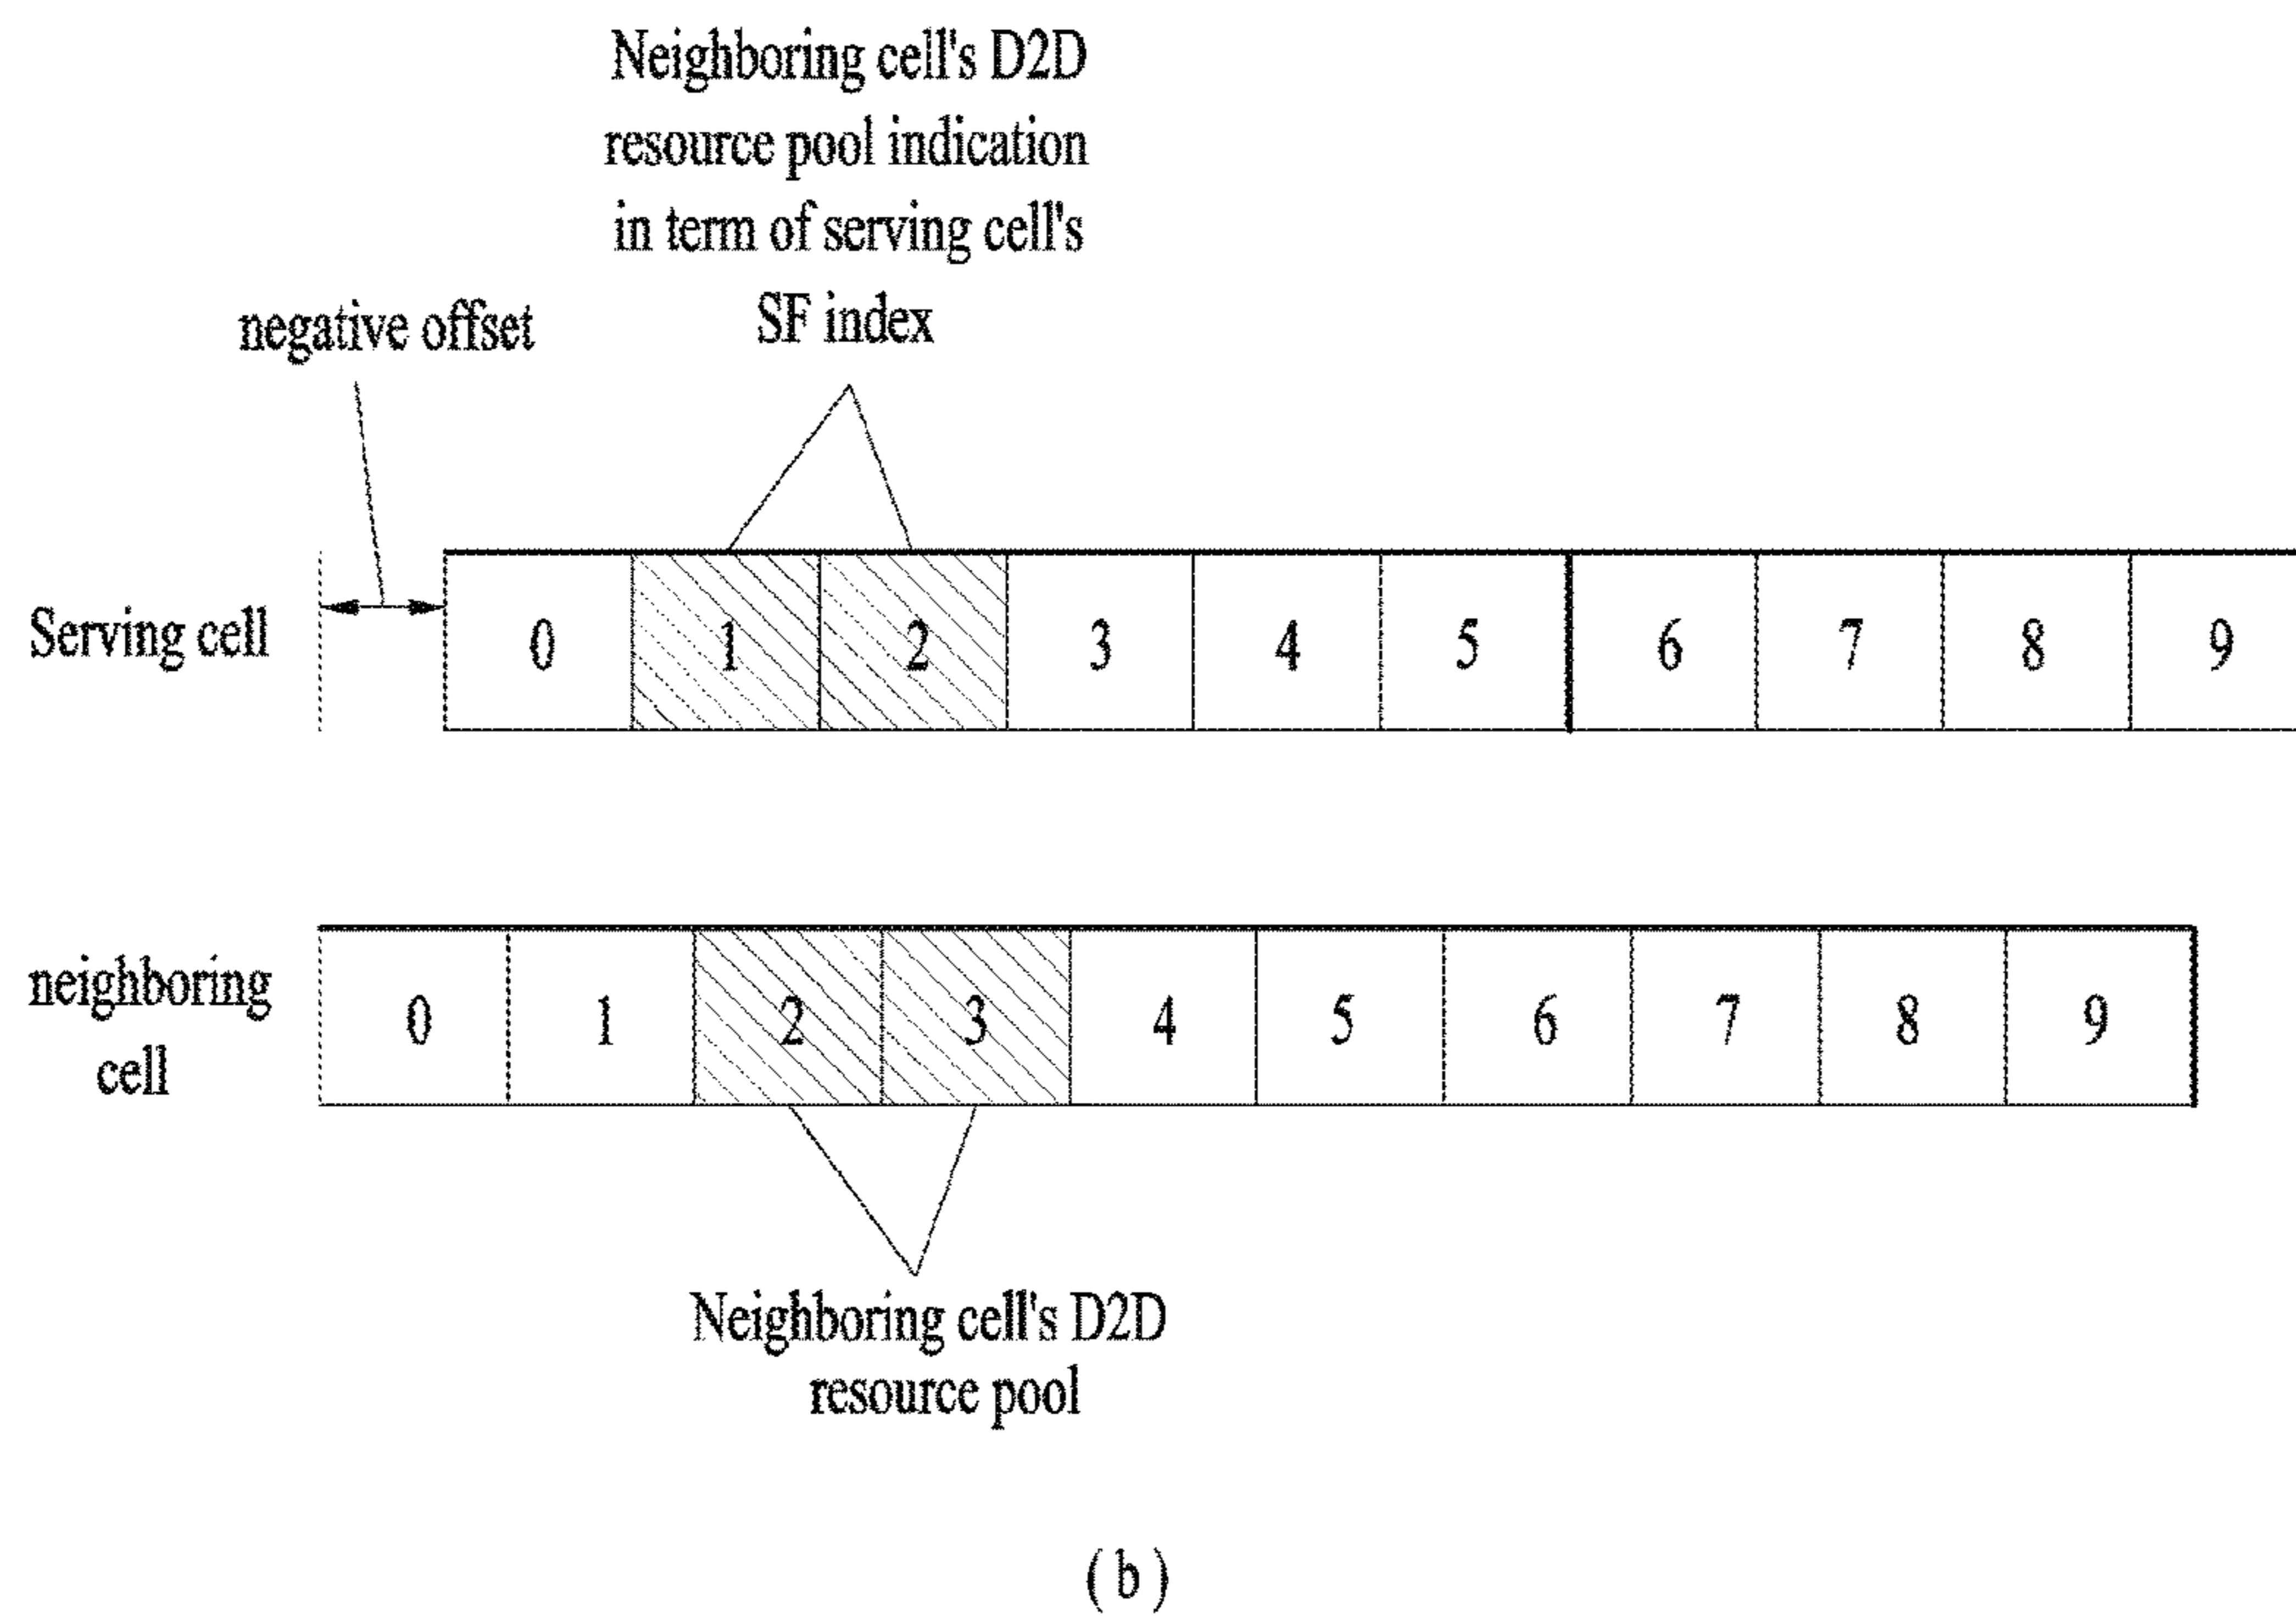 Neighboring cell's D2D
resource pool indication
in term of serving cell's
SF index
negative offset
Serving cell
0 1 2 3 4 5 6 7 8 9
neighboring
cell
0 1 2 3 4 5 6 7 8 9
Neighboring cell's D2D
resource pool
( b )